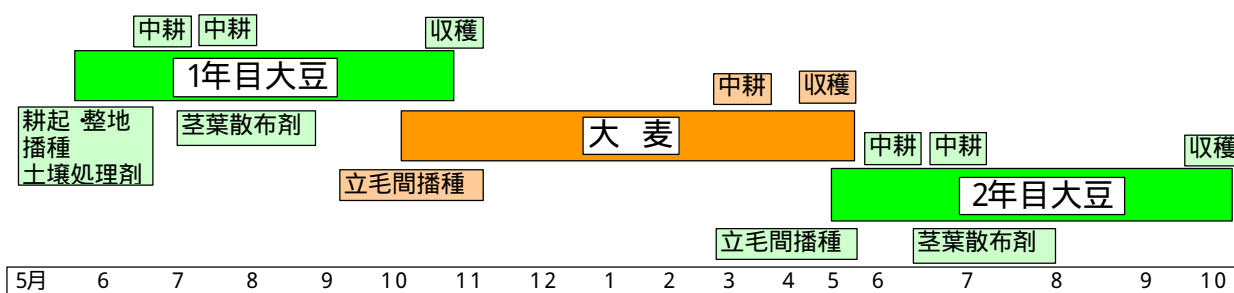 中耕 中耕 収穫
1年目大豆
中耕 収穫
耕起・整地
播種
土壌処理剤
茎葉散布剤
大 麦
中耕 中耕 収穫
立毛間播種
2年目大豆
立毛間播種 茎葉散布剤
5月 6 7 8 9 10 11 12 1 2 3 4 5 6 7 8 9 10